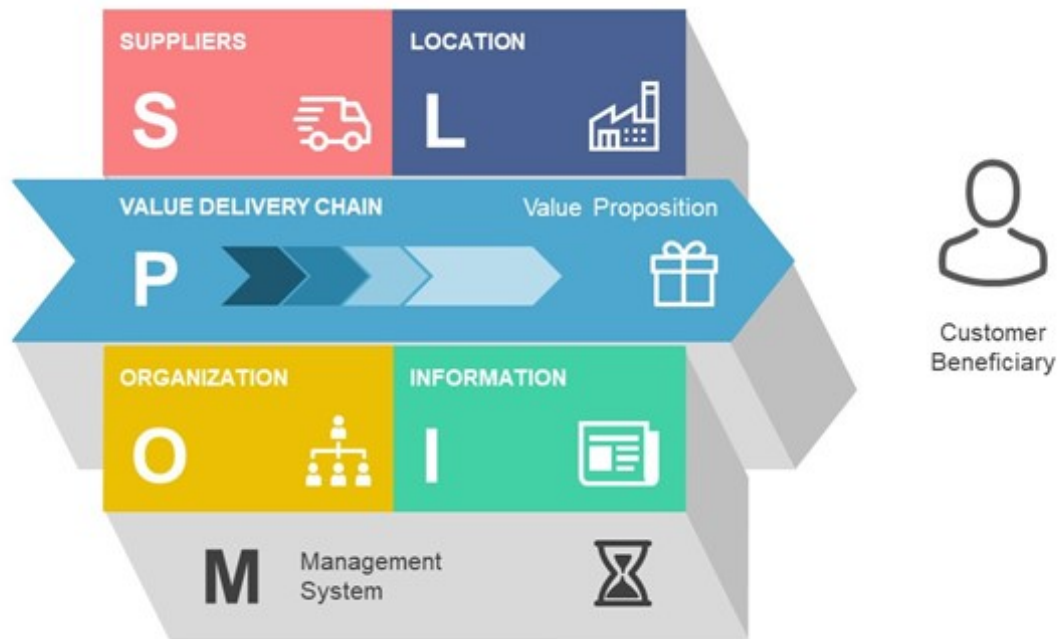 SUPPLIERS
S
LOCATION
L
VALUE DELIVERY CHAIN
Value Proposition
P
Customer
Beneficiary
ORGANIZATION
O
INFORMATION
I
M
Management
System